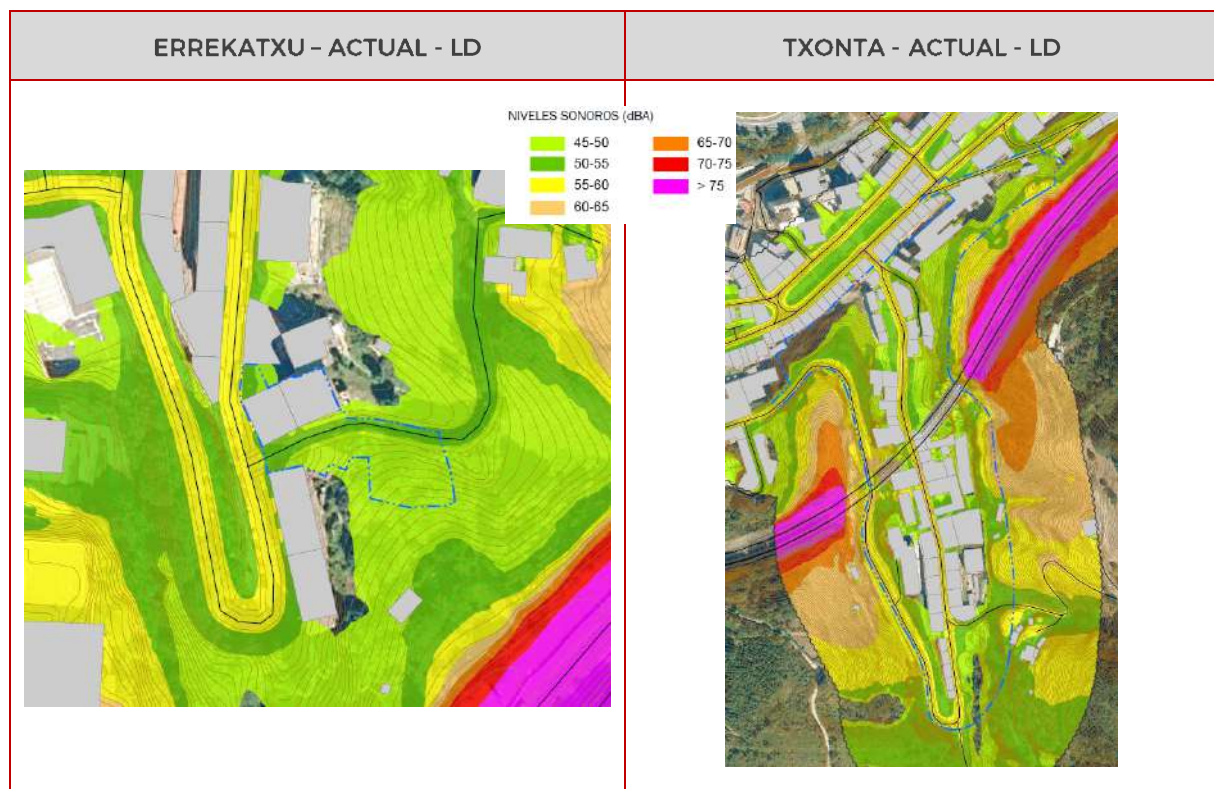 ERREKATXU – ACTUAL - LD
TXONTA - ACTUAL - LD
NIVELES SONOROS (dBA)
45-50
65-70
50-55
70-75
55-60
> 75
60-65